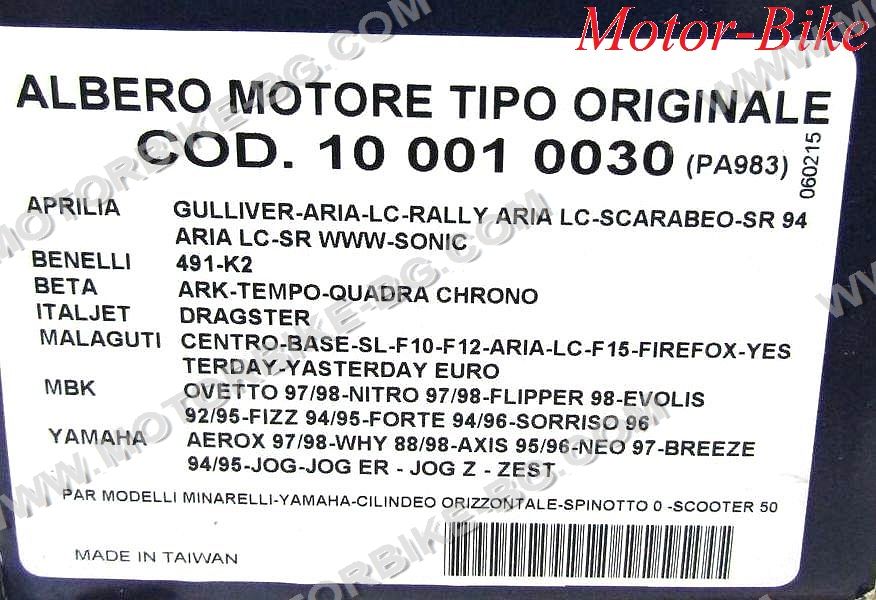 Motor-Bike
ALBERO MOTORE TIPO ORIGINALE
COD. 10 001 0030 (PA983)
060215
APRILIA GULLIVER-ARIA-LC-RALLY ARIA LC-SCARABEO-SR 94
ARIA LC-SR WWW-SONIC
BENELLI 491-K2
BETA ARK-TEMPO-QUADRA CHRONO
ITALJET DRAGSTER
MALAGUTI CENTRO-BASE-SL-F10-F12-ARIA-LC-F15-FIREFOX-YES
TERDAY-YASTERDAY EURO
MBK OVETTO 97/98-NITRO 97/98-FLIPPER 98-EVOLIS
92/95-FIZZ 94/95-FORTE 94/96-SORRISO 96
YAMAHA AEROX 97/98-WHY 88/98-AXIS 95/96-NEO 97-BREEZE
94/95-JOG-JOG ER - JOG Z - ZEST
PAR MODELLI MINARELLI-YAMAHA-CILINDEO ORIZZONTALE-SPINOTTO 0 -SCOOTER 50
MADE IN TAIWAN
WWW.MOTORBIKE-BG.COM